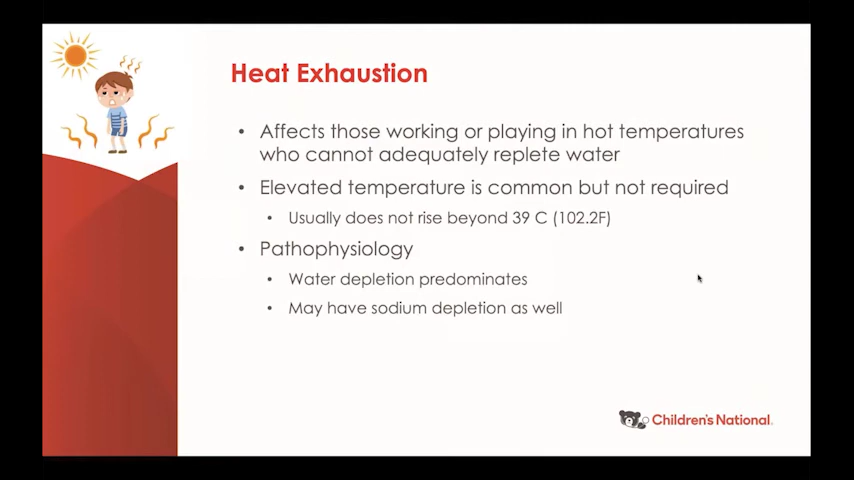 Heat Exhaustion
• Affects those working or playing in hot temperatures
who cannot adequately replete water
• Elevated temperature is common but not required
• Usually does not rise beyond 39 C (102.2F)
• Pathophysiology
• Water depletion predominates
• May have sodium depletion as well
Children's National.